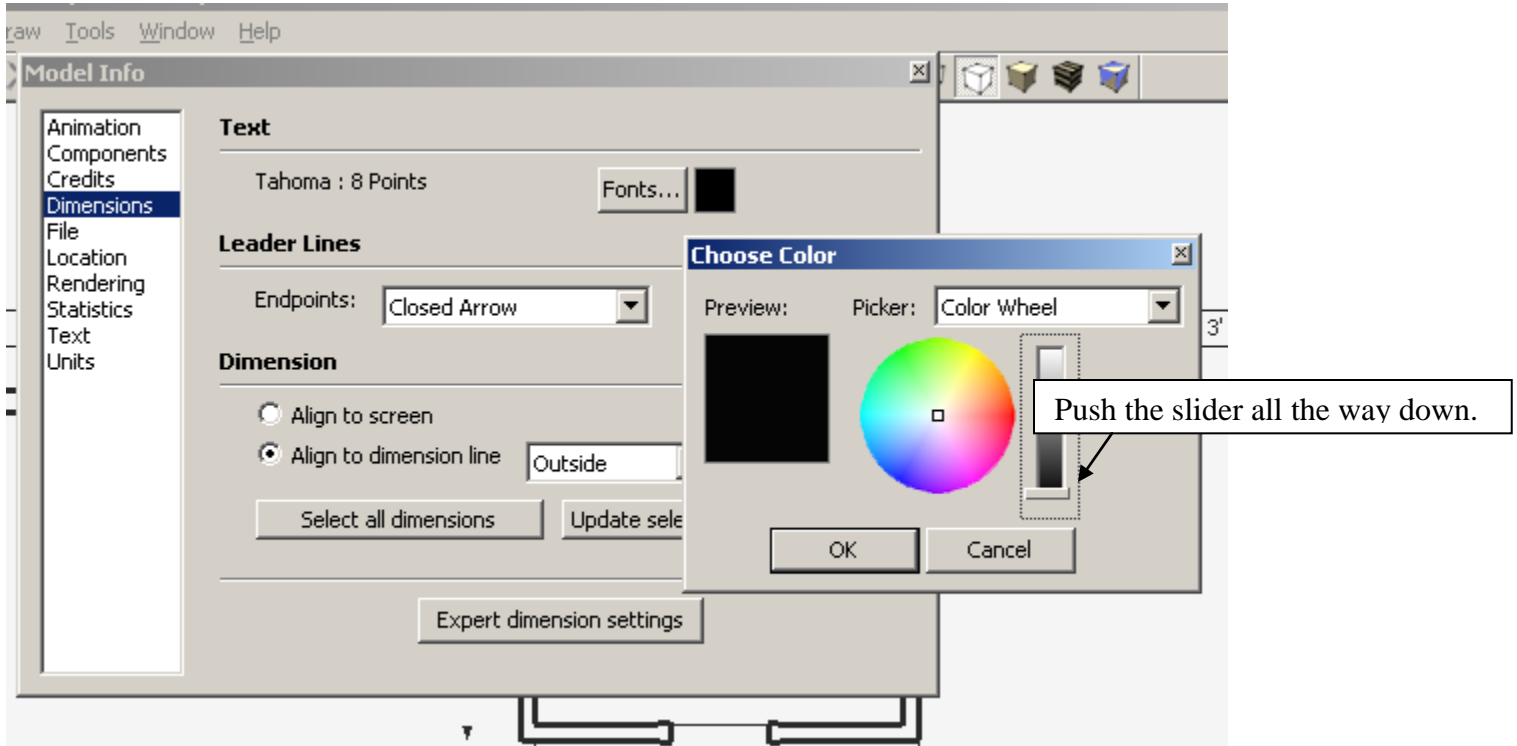 raw Tools Window Help
Model Info
Animation
Components
Credits
Dimensions
File
Location
Rendering
Statistics
Text
Units
Text
Tahoma : 8 Points
Fonts...
Leader Lines
Endpoints: Closed Arrow
Dimension
Align to screen
Align to dimension line Outside
Select all dimensions Update sele
Expert dimension settings
Choose Color
Preview: Picker: Color Wheel
OK Cancel
3'
Push the slider all the way down.